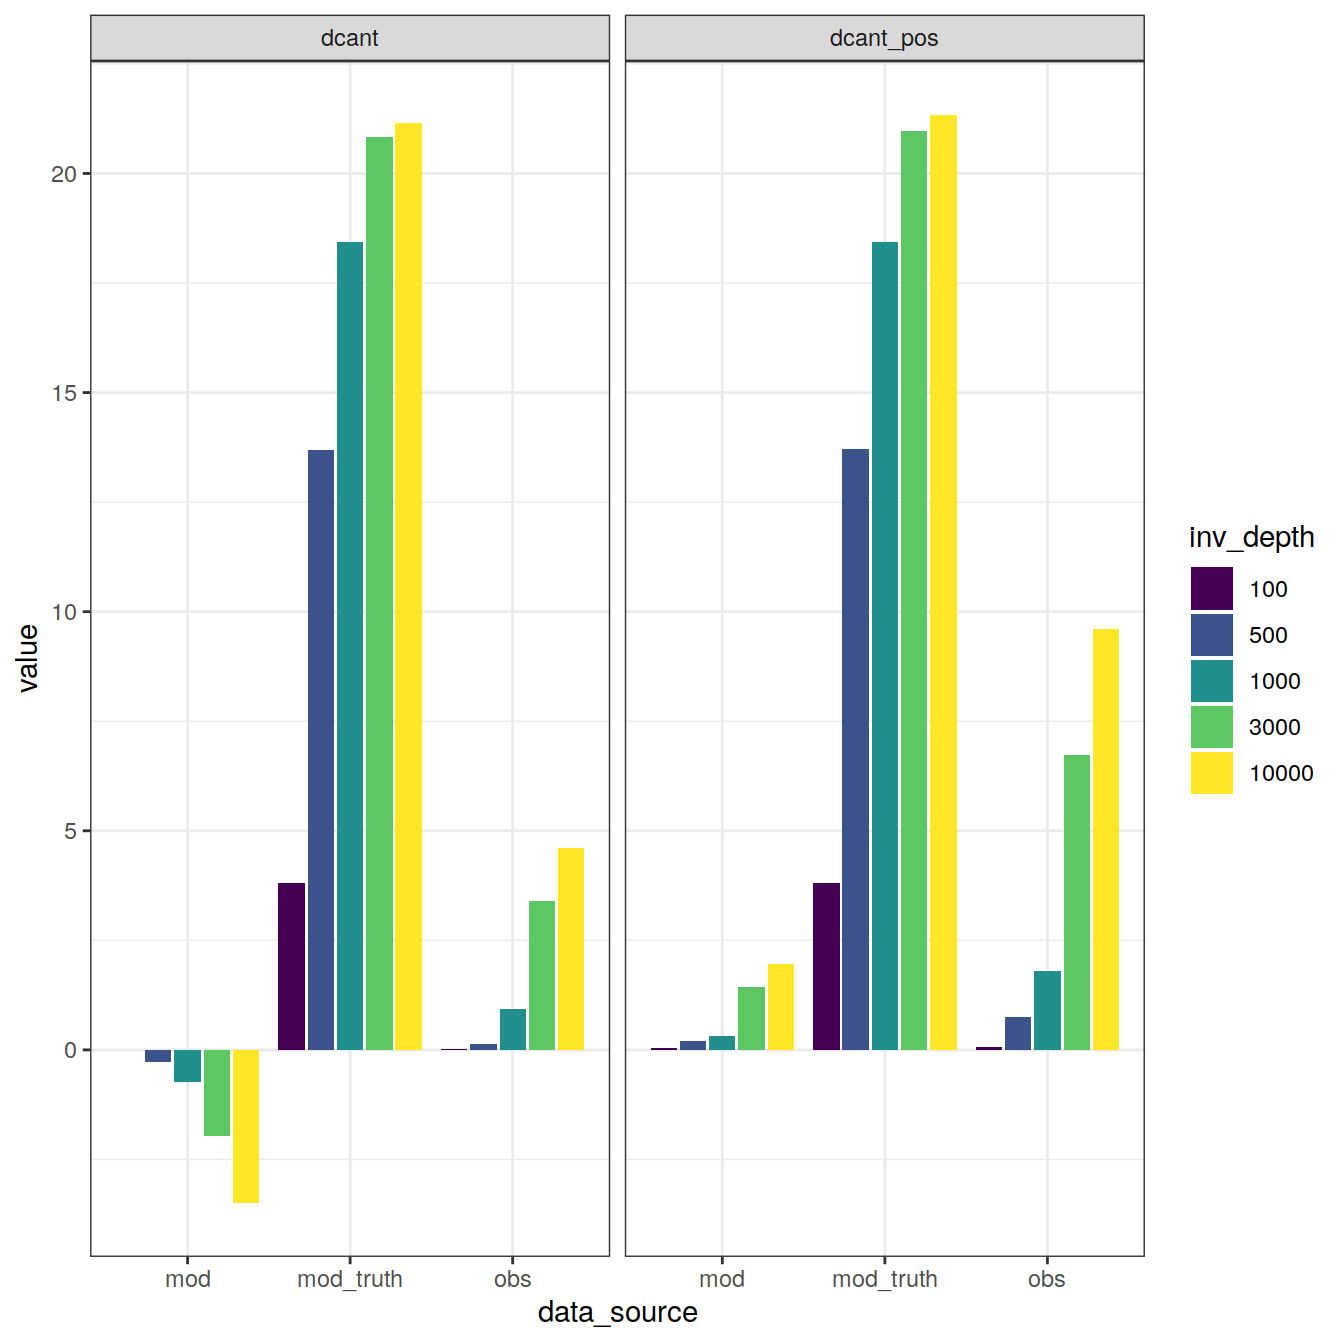 dcant
dcant_pos
20
15
10
5
0
value
mod
mod_truth
obs
mod
mod_truth
obs
data_source
inv_depth
100
500
1000
3000
10000